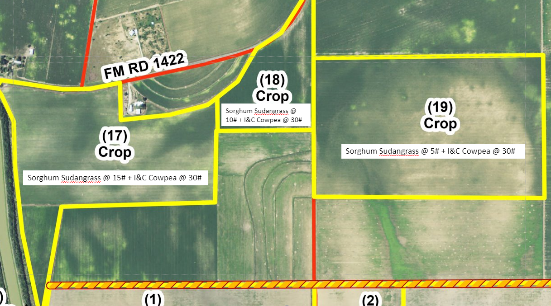 FM RD 1422
(18)
Crop
Sorghum Sudangrass @
10# + I&C Cowpea @ 30#
(19)
Crop
(17)
Crop
Sorghum Sudangrass @ 5# + I&C Cowpea @ 30#
Sorghum Sudangrass @ 15# + I&C Cowpea @ 30#
(1)
(2)
)